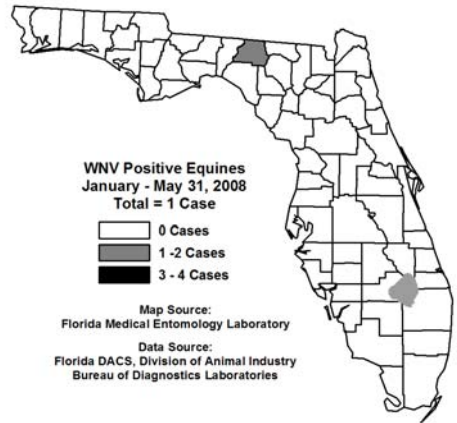 WNV Positive Equines
January - May 31, 2008
Total = 1 Case
0 Cases
1 -2 Cases
3 - 4 Cases
Map Source:
Florida Medical Entomology Laboratory
Data Source:
Florida DACS, Division of Animal Industry
Bureau of Diagnostics Laboratories